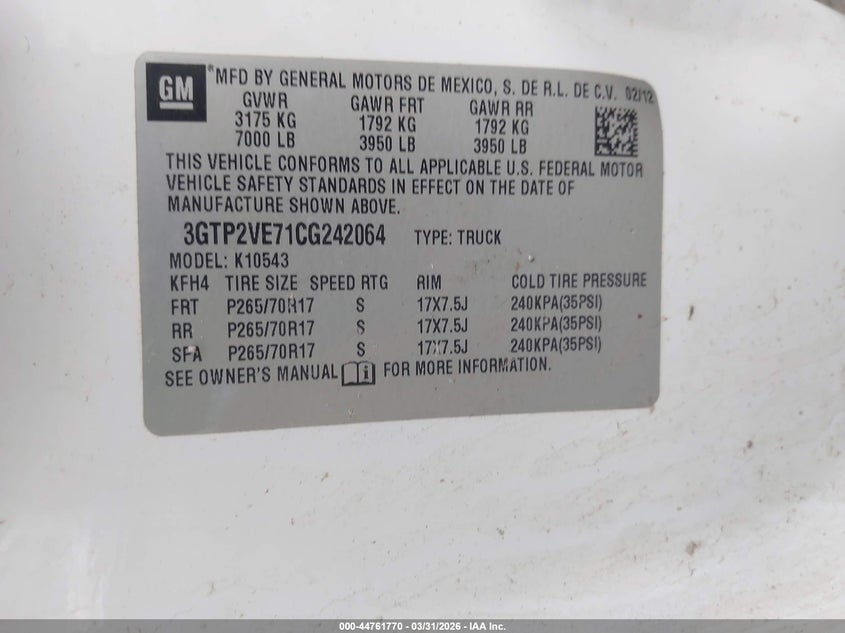 GM
*MFD BY GENERAL MOTORS DE MEXICO, S. DE R.L. DE C.V. 02/12
GVWR GAWR FRT GAWR RR
3175 KG 1792 KG 1792 KG
7000 LB 3950 LB 3950 LB
THIS VEHICLE CONFORMS TO ALL APPLICABLE U.S. FEDERAL MOTOR
VEHICLE SAFETY STANDARDS IN EFFECT ON THE DATE OF
MANUFACTURE SHOWN ABOVE.
3GTP2VE71CG242064 TYPE: TRUCK
MODEL: K10543
KFH4 TIRE SIZE SPEED RTG RIM COLD TIRE PRESSURE
FRT P265/70R17 S 17X7.5J 240KPA(35PSI)
RR P265/70R17 S 17X7.5J 240KPA(35PSI)
SPA P265/70R17 S 17X7.5J 240KPA(35PSI)
SEE OWNER'S MANUAL i FOR MORE INFORMATION.
000-44761770 — 03/31/2026 — IAA Inc.